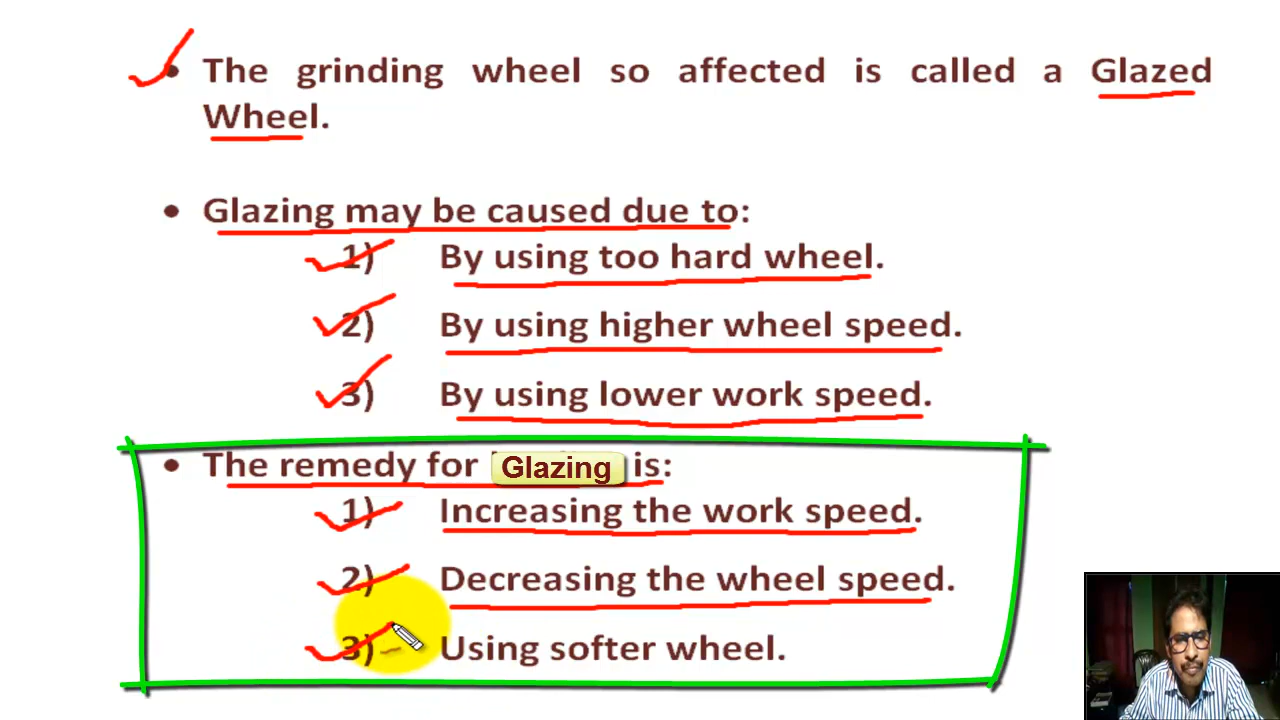 • The grinding wheel so affected is called a Glazed
Wheel.
• Glazing may be caused due to:
1) By using too hard wheel.
2) By using higher wheel speed.
3) By using lower work speed.
• The remedy for Glazing is:
1) Increasing the work speed.
2) Decreasing the wheel speed.
3) Using softer wheel.